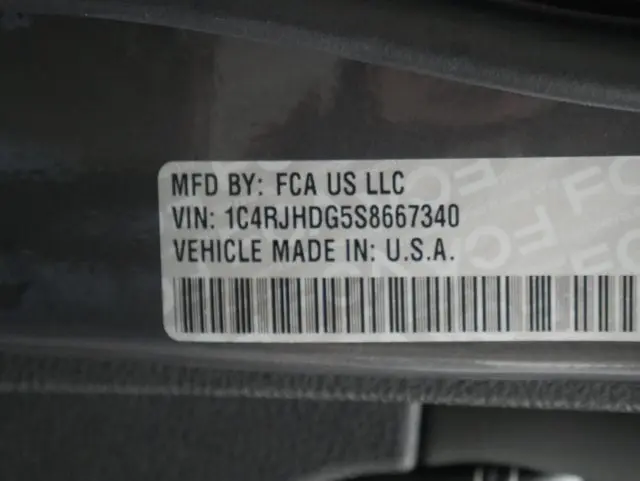 MFD BY: FCA US LLC
VIN: 1C4RJHDG5S8667340
VEHICLE MADE IN: U.S.A.